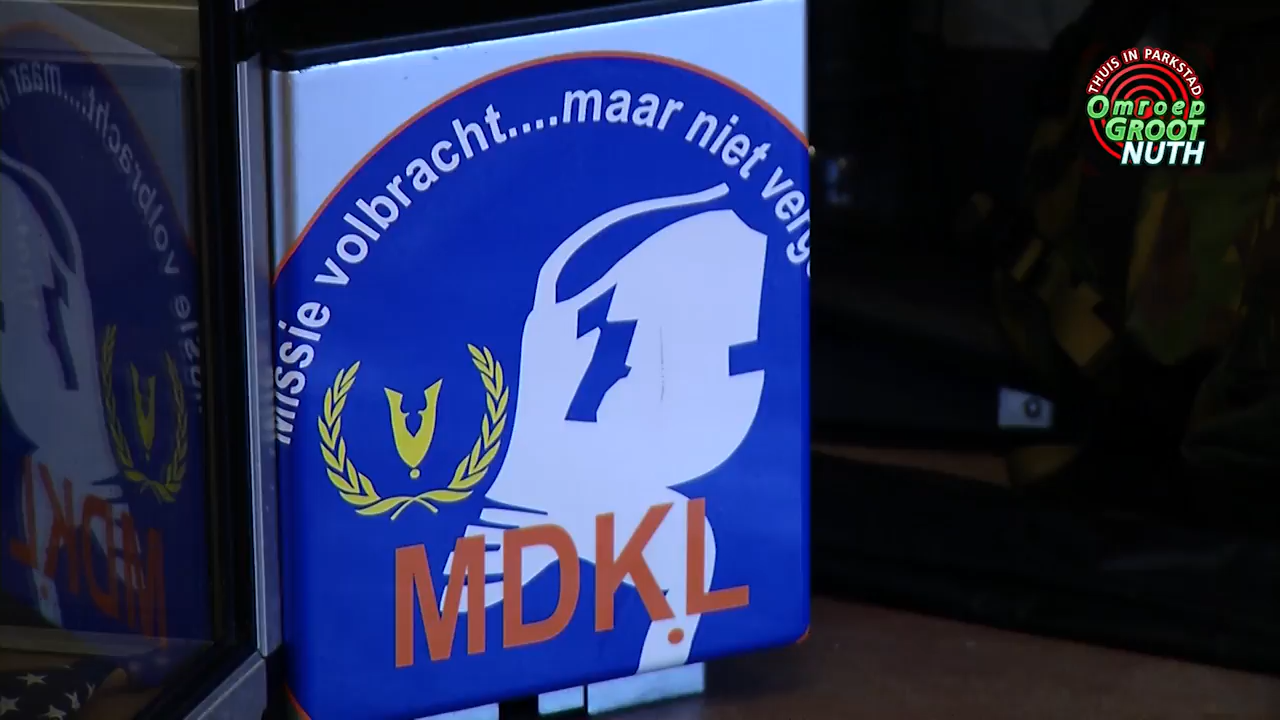 THUIS IN PARKSTAD
Omroep
GROOT
NUTH
Missie volbracht....maar niet verg
MDKL